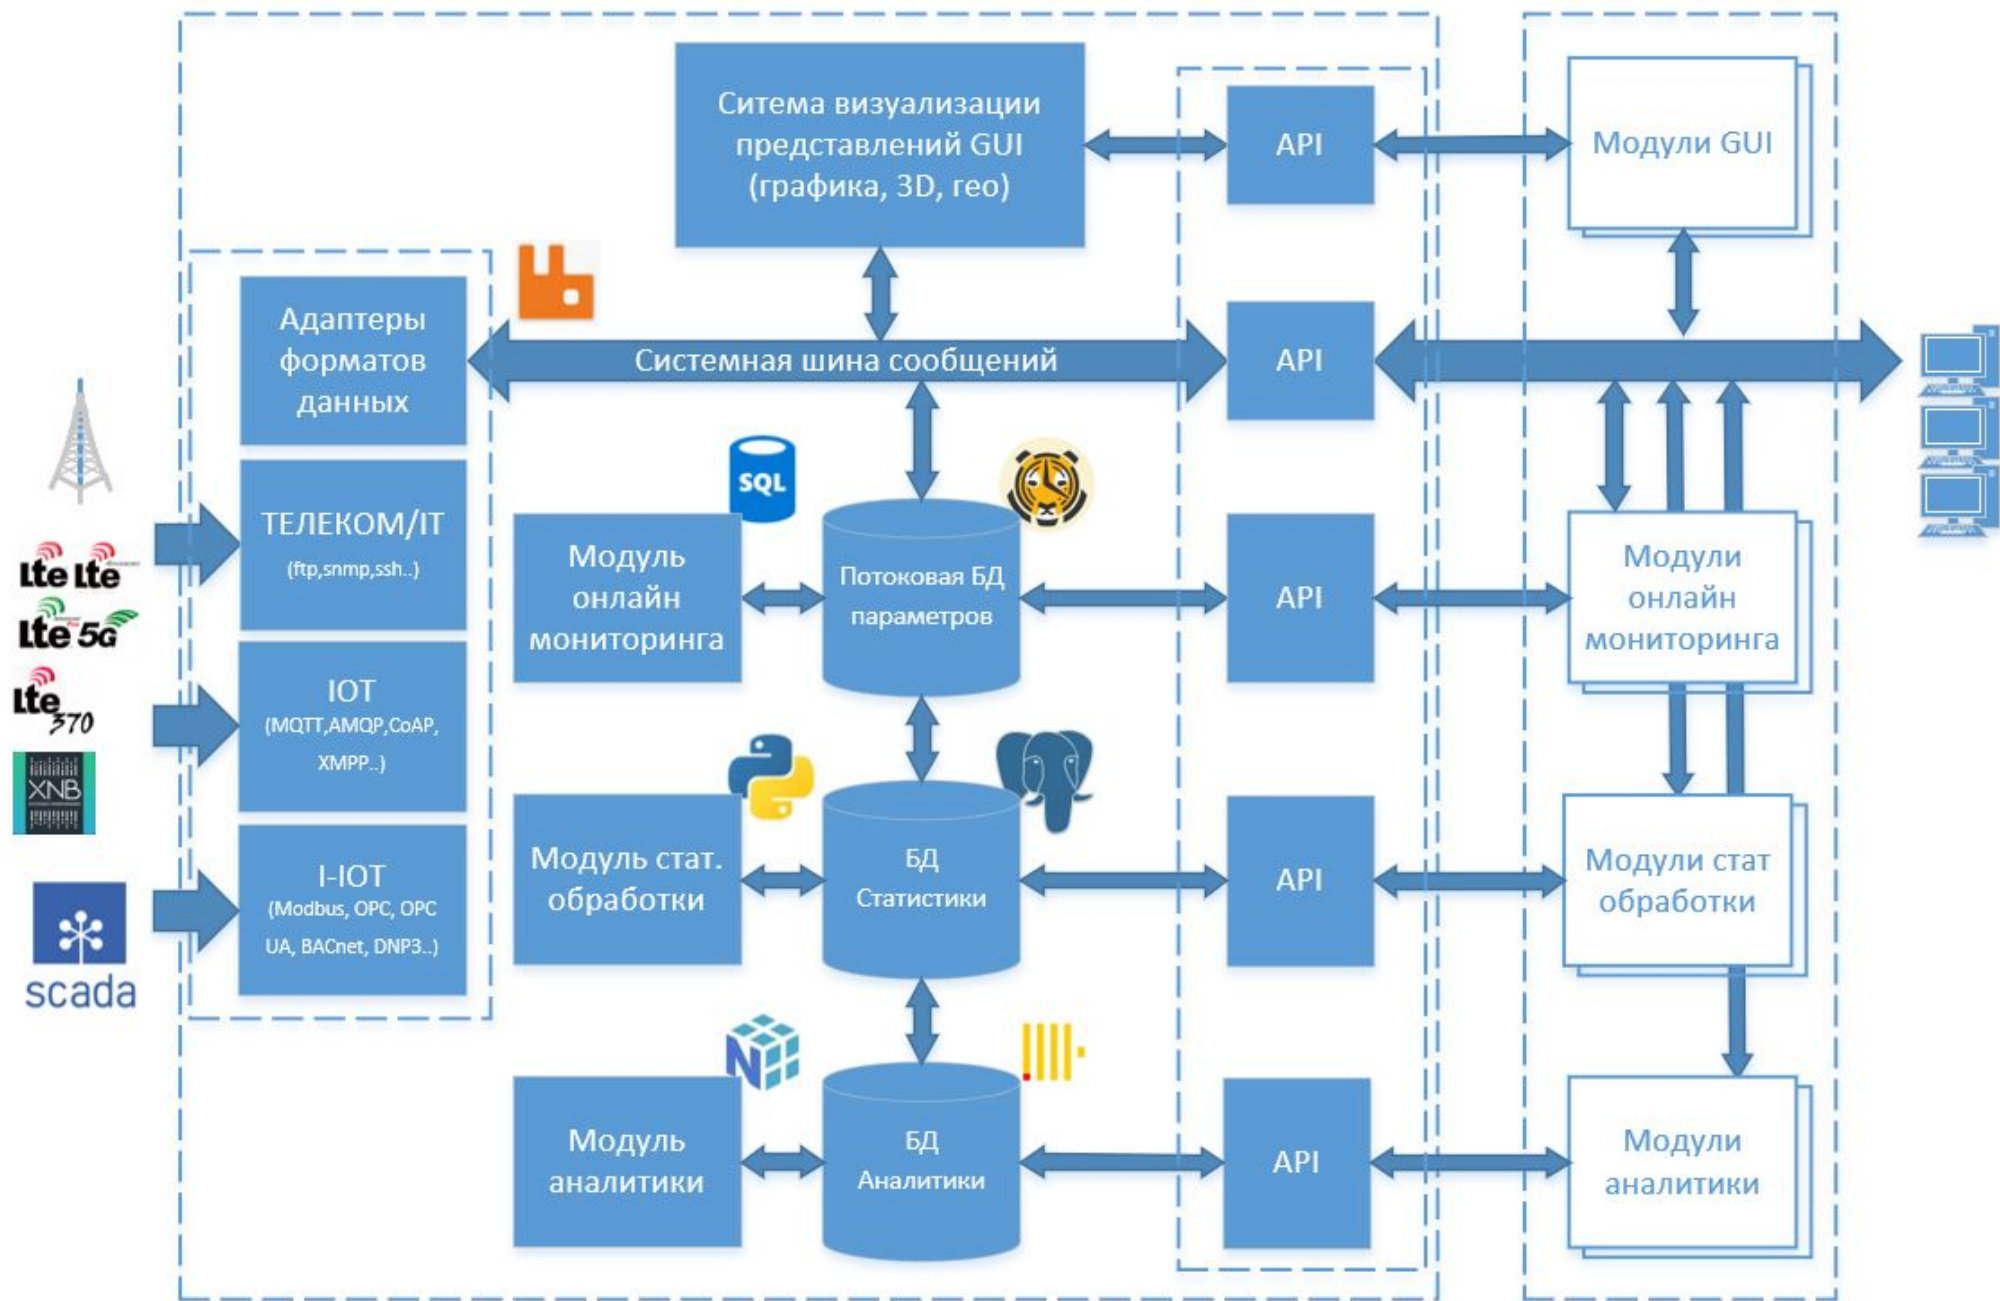 Ситема визуализации
представлений GUI
(графика, 3D, гео)
API
Модули GUI
Адаптеры
форматов
данных
Системная шина сообщений
API
ТЕЛЕКОМ/IT
(ftp,snmp,ssh..)
IOT
(MQTT,AMQP,CoAP,
XMPP..)
I-IOT
(Modbus, OPC, OPC
UA, BACnet, DNP3..)
Lte Lte
Lte 5G
Lte
370
XNB
scada
SQL
Модуль
онлайн
мониторинга
Потоковая БД
параметров
API
Модули
онлайн
мониторинга
Модуль стат.
обработки
БД
Статистики
API
Модули стат
обработки
N
Модуль
аналитики
БД
Аналитики
API
Модули
аналитики